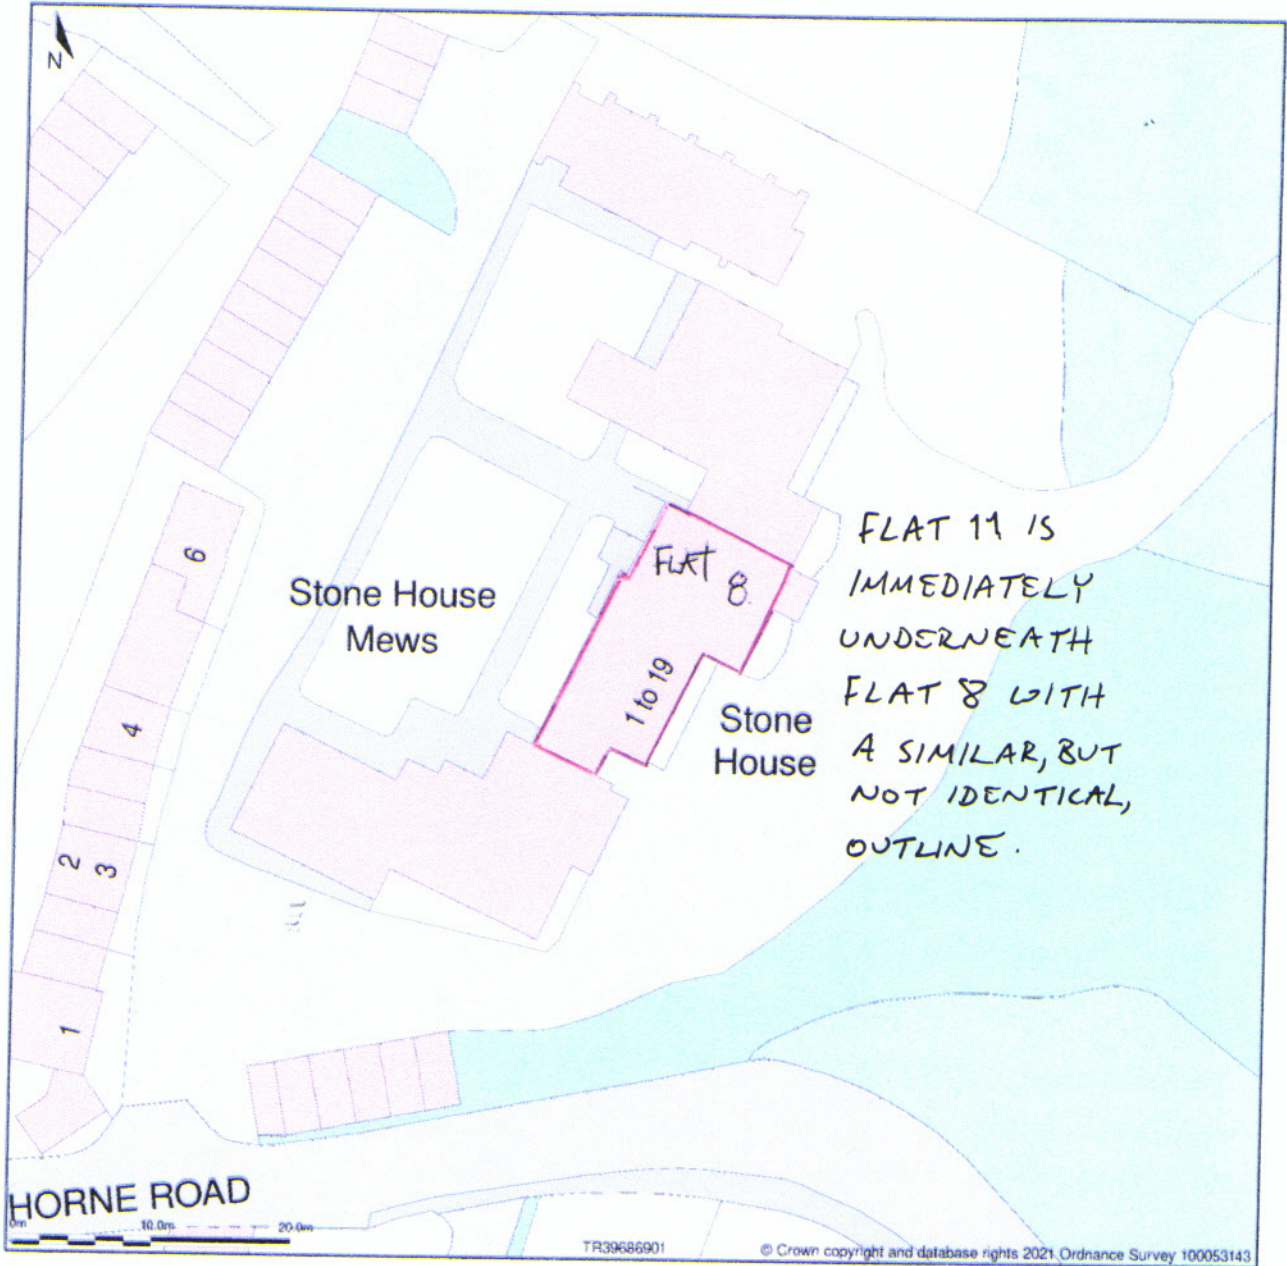 N
6
Stone House
Mews
4
2
3
1
FLAT
8
1 to 19
Stone
House
FLAT 11 IS
IMMEDIATELY
UNDERNEATH
FLAT 8 WITH
A SIMILAR, BUT
NOT IDENTICAL,
OUTLINE.
HORNE ROAD
0m 10.0m 20.0m
TR39686901
© Crown copyright and database rights 2021 Ordnance Survey 100053143